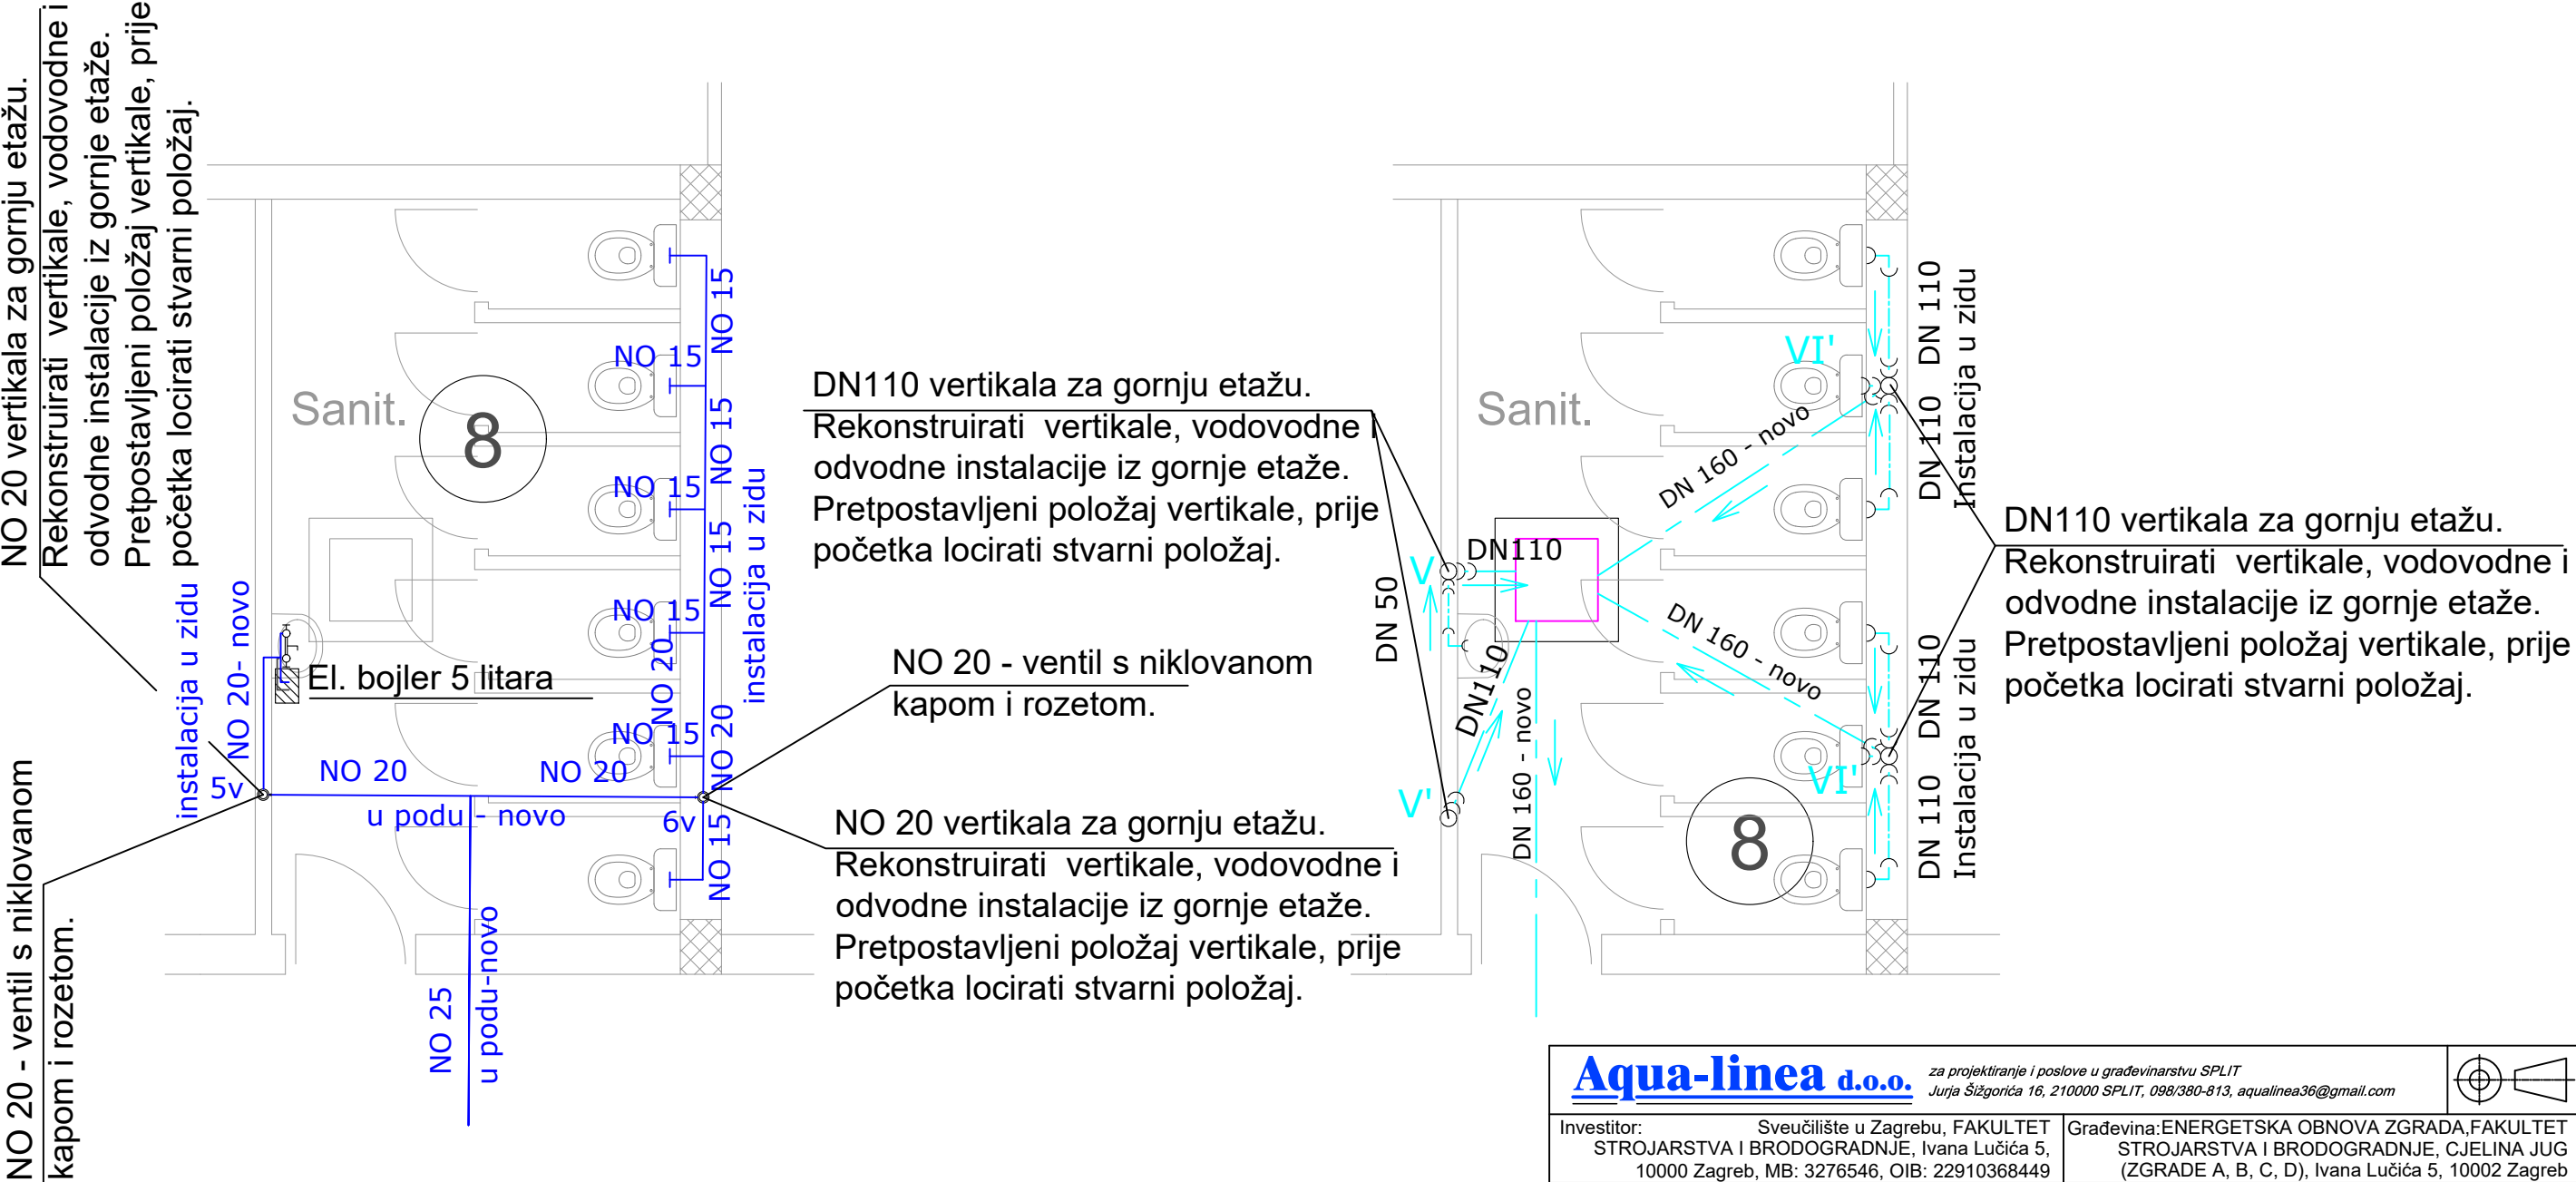 NO 20 vertikala za gornju etažu.
Rekonstruirati vertikale, vodovodne i
odvodne instalacije iz gornje etaže.
Pretpostavljeni položaj vertikale, prije
početka locirati stvarni položaj.
NO 20 - ventil s niklovanom
kapom i rozetom.
instalacija u zidu
NO 20- novo
5v
Sanit.
8
El. bojler 5 litara
NO 20
NO 20
u podu - novo
6v
NO 25
u podu-novo
NO 15
NO 15
NO 15
NO 15
NO 15
NO 15
NO 15
NO 20
NO 15
NO 20
NO 15
instalacija u zidu
DN110 vertikala za gornju etažu.
Rekonstruirati vertikale, vodovodne i
odvodne instalacije iz gornje etaže.
Pretpostavljeni položaj vertikale, prije
početka locirati stvarni položaj.
NO 20 - ventil s niklovanom
kapom i rozetom.
NO 20 vertikala za gornju etažu.
Rekonstruirati vertikale, vodovodne i
odvodne instalacije iz gornje etaže.
Pretpostavljeni položaj vertikale, prije
početka locirati stvarni položaj.
Sanit.
V
DN110
DN 50
DN110
V'
DN 160 - novo
DN 160 - novo
DN 160 - novo
VI'
VI'
8
DN 110
DN 110
Instalacija u zidu
DN 110
DN 110
Instalacija u zidu
DN110 vertikala za gornju etažu.
Rekonstruirati vertikale, vodovodne i
odvodne instalacije iz gornje etaže.
Pretpostavljeni položaj vertikale, prije
početka locirati stvarni položaj.
Aqua-linea d.o.o.
za projektiranje i poslove u građevinarstvu SPLIT
Jurja Šižgorića 16, 210000 SPLIT, 098/380-813, aqualinea36@gmail.com
Investitor: Sveučilište u Zagrebu, FAKULTET
STROJARSTVA I BRODOGRADNJE, Ivana Lučića 5,
10000 Zagreb, MB: 3276546, OIB: 22910368449
Građevina:ENERGETSKA OBNOVA ZGRADA,FAKULTET
STROJARSTVA I BRODOGRADNJE, CJELINA JUG
(ZGRADE A, B, C, D), Ivana Lučića 5, 10002 Zagreb